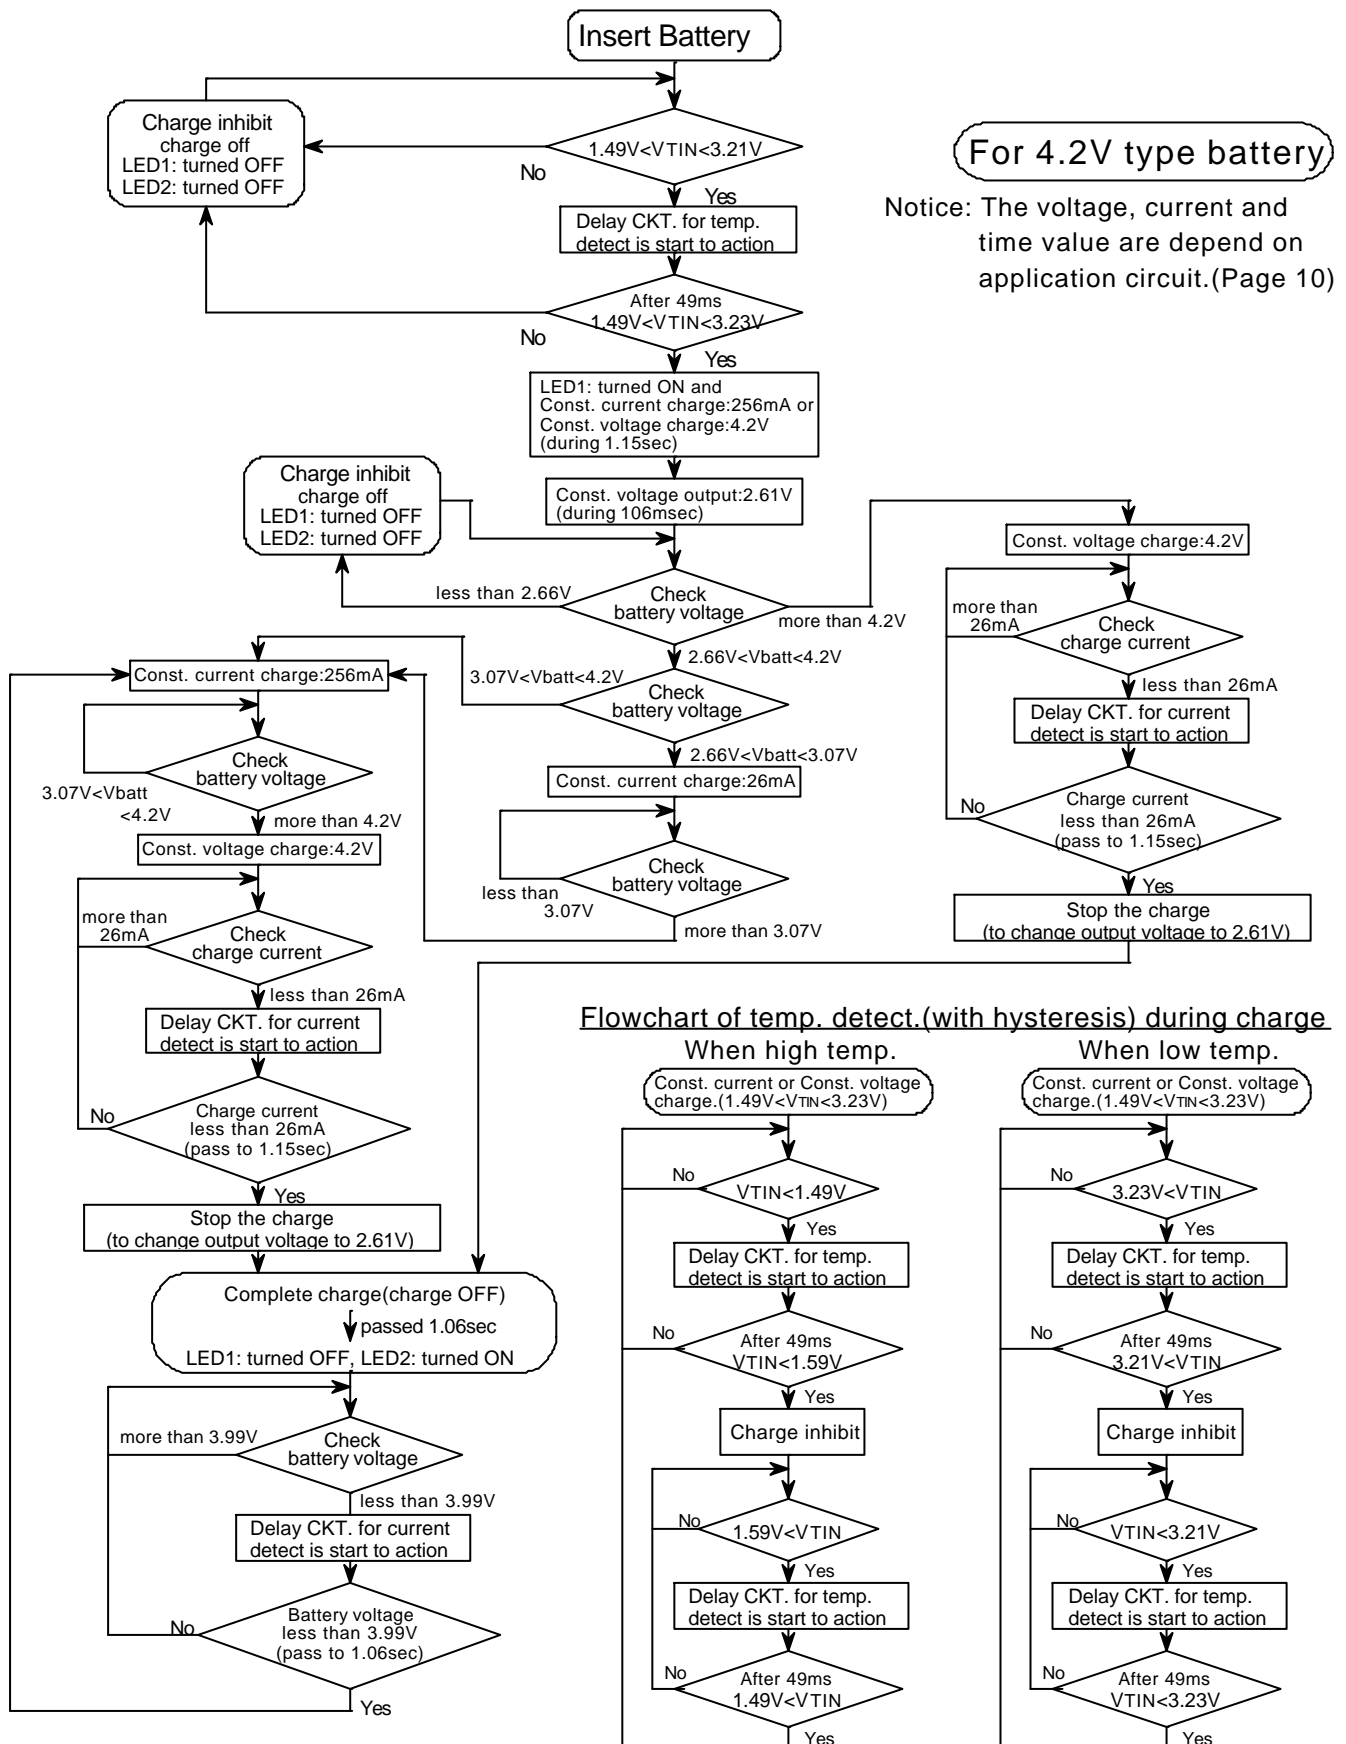 Insert Battery
Charge inhibit
charge off
LED1: turned OFF
LED2: turned OFF
1.49V<VTIN<3.21V
No
Yes
For 4.2V type battery
Notice: The voltage, current and
time value are depend on
application circuit.(Page 10)
Delay CKT. for temp.
detect is start to action
After 49ms
1.49V<VTIN<3.23V
No
Yes
LED1: turned ON and
Const. current charge:256mA or
Const. voltage charge:4.2V
(during 1.15sec)
Charge inhibit
charge off
LED1: turned OFF
LED2: turned OFF
Const. voltage output:2.61V
(during 106msec)
less than 2.66V
Check
battery voltage
more than 4.2V
2.66V<Vbatt<4.2V
3.07V<Vbatt<4.2V
Check
battery voltage
2.66V<Vbatt<3.07V
Const. current charge:26mA
Check
battery voltage
less than
3.07V
more than 3.07V
Const. voltage charge:4.2V
more than
26mA
Check
charge current
less than 26mA
Delay CKT. for current
detect is start to action
No
Charge current
less than 26mA
(pass to 1.15sec)
Yes
Stop the charge
(to change output voltage to 2.61V)
Const. current charge:256mA
Check
battery voltage
3.07V<Vbatt
<4.2V
more than 4.2V
Const. voltage charge:4.2V
more than
26mA
Check
charge current
less than 26mA
Delay CKT. for current
detect is start to action
No
Charge current
less than 26mA
(pass to 1.15sec)
Yes
Stop the charge
(to change output voltage to 2.61V)
Complete charge(charge OFF)
passed 1.06sec
LED1: turned OFF, LED2: turned ON
more than 3.99V
Check
battery voltage
less than 3.99V
Delay CKT. for current
detect is start to action
No
Battery voltage
less than 3.99V
(pass to 1.06sec)
Yes
Flowchart of temp. detect.(with hysteresis) during charge
When high temp.
Const. current or Const. voltage
charge.(1.49V<VTIN<3.23V)
No
VTIN<1.49V
Yes
Delay CKT. for temp.
detect is start to action
No
After 49ms
VTIN<1.59V
Yes
Charge inhibit
No
1.59V<VTIN
Yes
Delay CKT. for temp.
detect is start to action
No
After 49ms
1.49V<VTIN
Yes
When low temp.
Const. current or Const. voltage
charge.(1.49V<VTIN<3.23V)
No
3.23V<VTIN
Yes
Delay CKT. for temp.
detect is start to action
No
After 49ms
3.21V<VTIN
Yes
Charge inhibit
No
VTIN<3.21V
Yes
Delay CKT. for temp.
detect is start to action
No
After 49ms
VTIN<3.23V
Yes